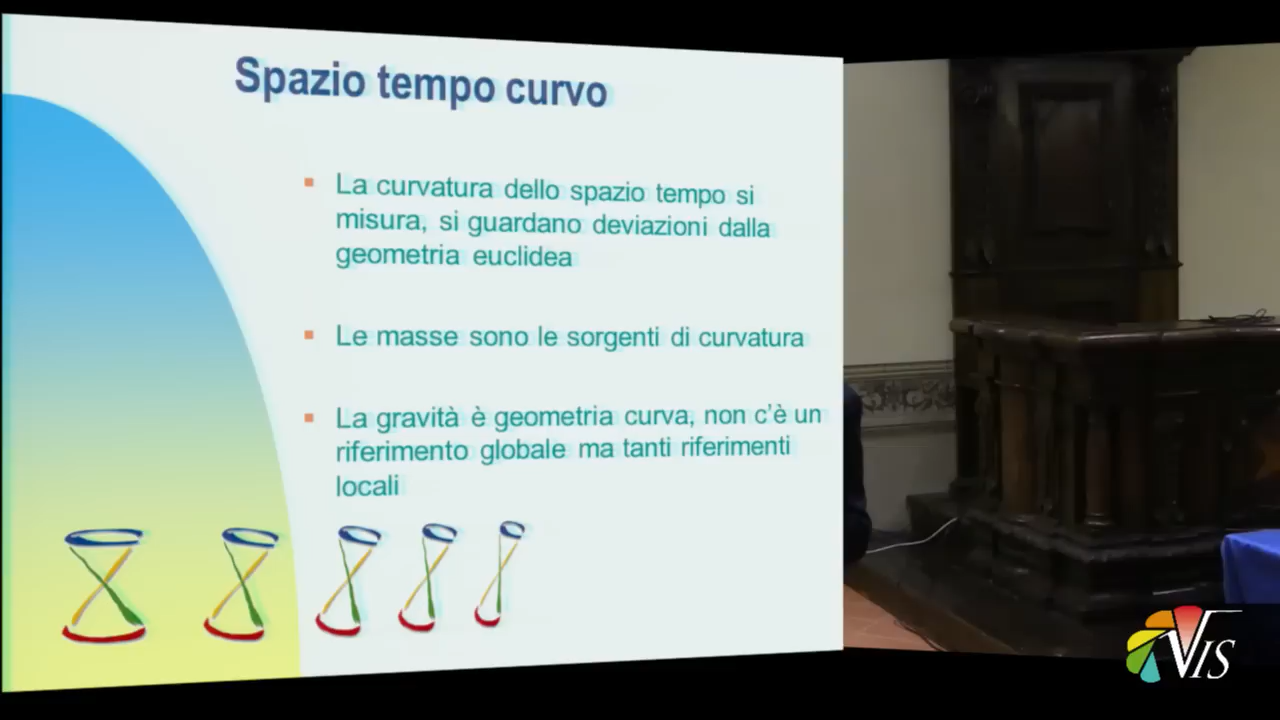 Spazio tempo curvo
La curvatura dello spazio tempo si
misura, si guardano deviazioni dalla
geometria euclidea
Le masse sono le sorgenti di curvatura
La gravità è geometria curva, non c'è un
riferimento globale ma tanti riferimenti
locali
VIS